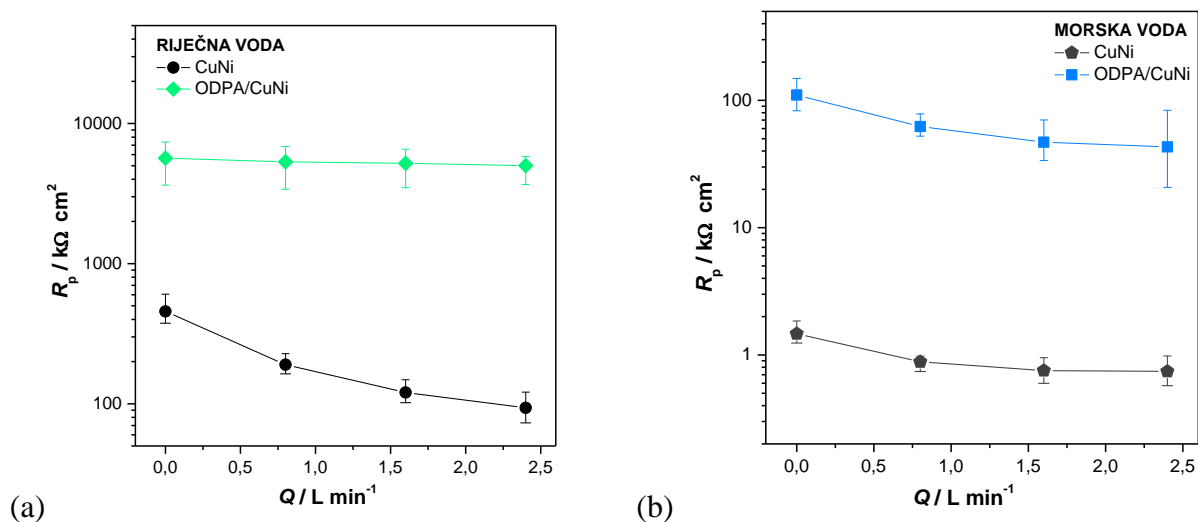 RIJEČNA VODA
CuNi
ODPA/CuNi
10000
1000
100
R_p / kΩ cm²
0,0 0,5 1,0 1,5 2,0 2,5
Q / L min⁻¹
(a)
MORSKA VODA
CuNi
ODPA/CuNi
100
10
1
R_p / kΩ cm²
0,0 0,5 1,0 1,5 2,0 2,5
Q / L min⁻¹
(b)